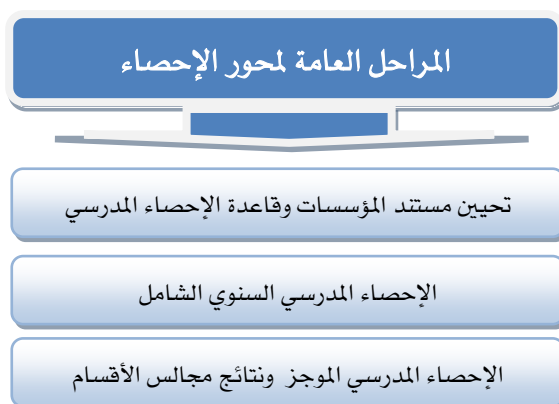 المراحل العامة لمحور الإحصاء
تحيين مستند المؤسسات وقاعدة الإحصاء المدرسي
الإحصاء المدرسي السنوي الشامل
الإحصاء المدرسي الموجز ونتائج مجالس الأقسام